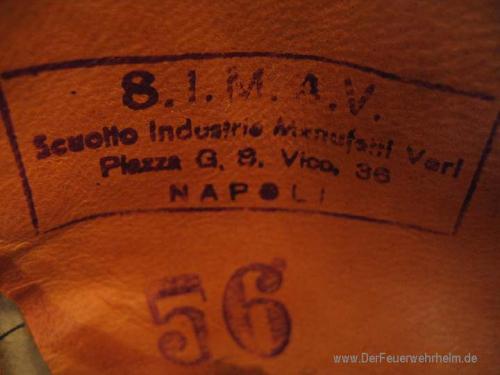 S.I.M.A.V.
Scuotto Industrie Manufatti Vari
Piazza G. B. Vico, 36
NAPOLI
56
www.DerFeuerwehrhelm.de